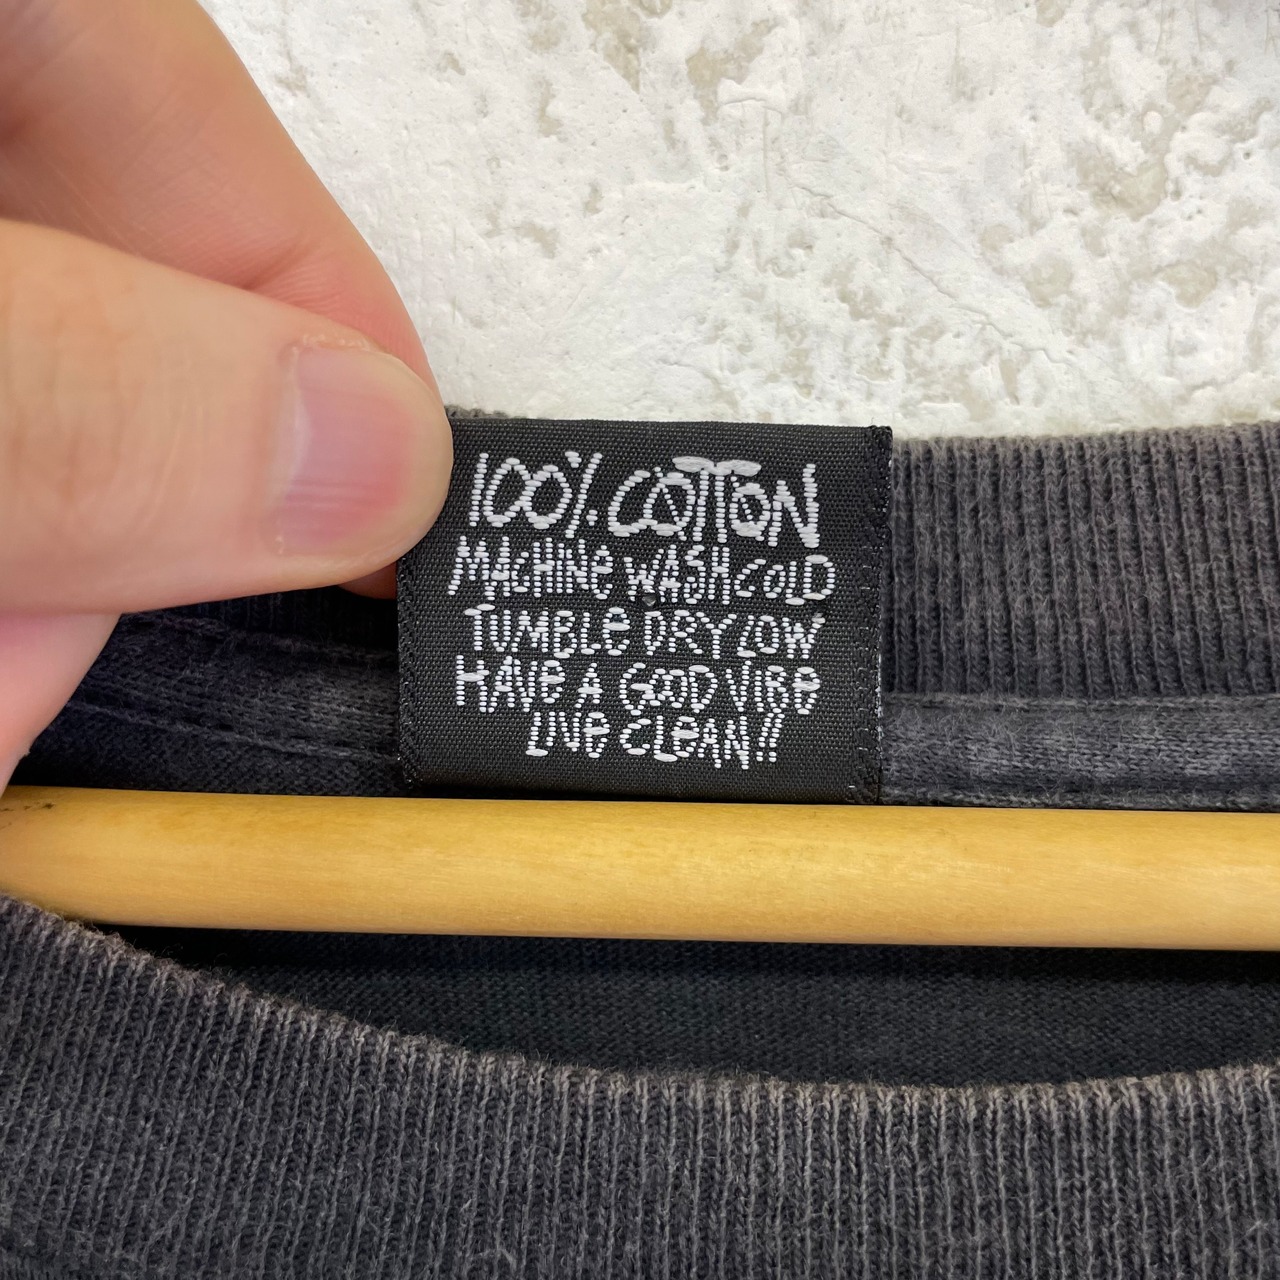 100% COTTON
MACHINE WASH COLD
TUMBLE DRY LOW
HAVE A GOOD VIBE
LIVE CLEAN!!